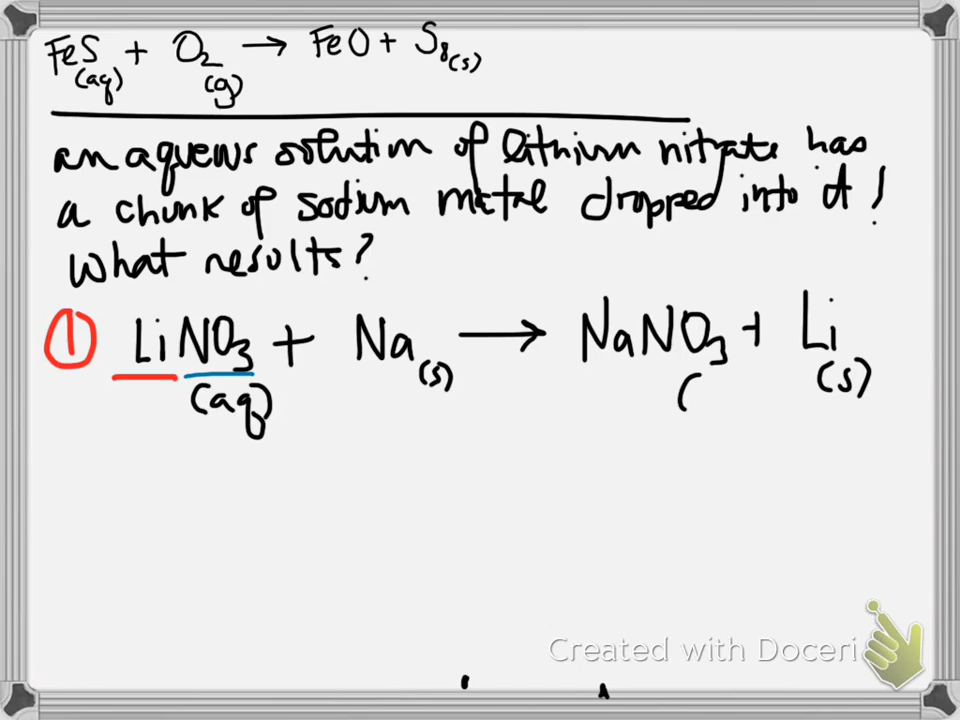 FeS(aq) + O₂(g) → FeO + S₈(s)
an aqueous solution of lithium nitrate has
a chunk of sodium metal dropped into it!
What results?
① LiNO₃(aq) + Na(s) → NaNO₃( + Li(s)
Created with Doceri